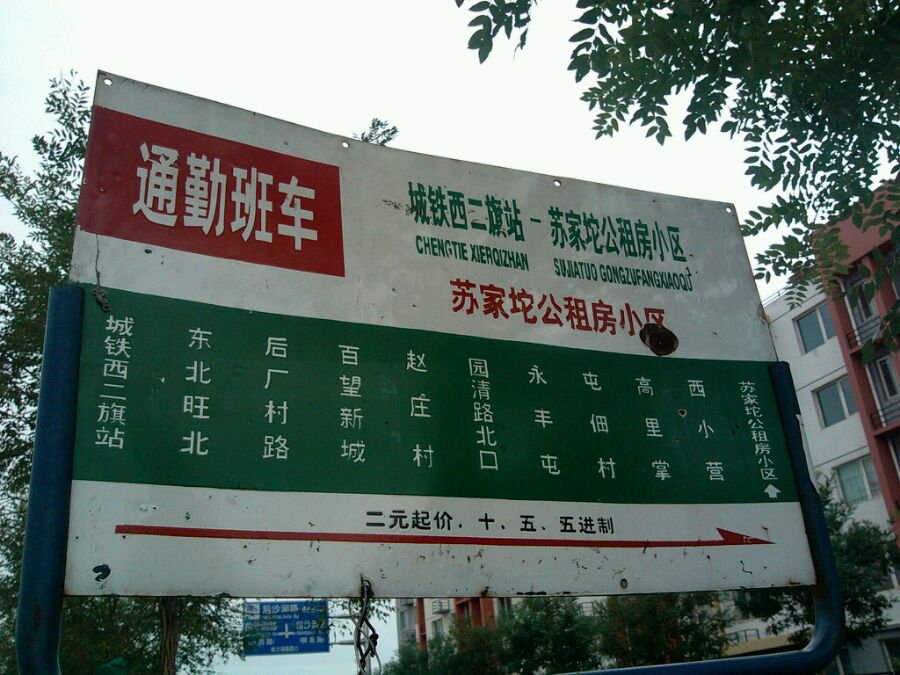 通勤班车
城铁西二旗站 - 苏家坨公租房小区
CHENGTIE XIERQIZHAN SUJIATUO GONGZUFANGXIAOQU
苏家坨公租房小区
城铁西二旗站
东北旺北
后厂村路
百望新城
赵庄村
园清路北口
永丰屯
屯佃村
高里掌
西小营
苏家坨公租房小区
二元起价.十、五、五进制